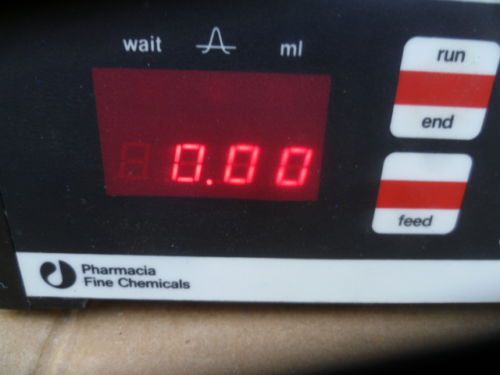 wait ml
run
end
0.00
feed
Pharmacia
Fine Chemicals